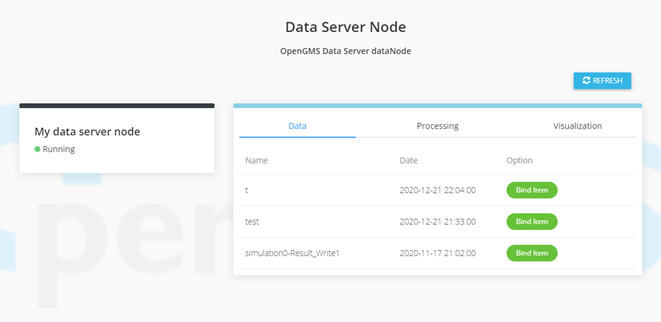 Data Server Node
OpenGMS Data Server dataNode
REFRESH
My data server node
Running
Data Processing Visualization
Name Date Option
t 2020-12-21 22:04:00 Bind Item
test 2020-12-21 21:33:00 Bind Item
simulation0-Result_Write1 2020-11-17 21:02:00 Bind Item